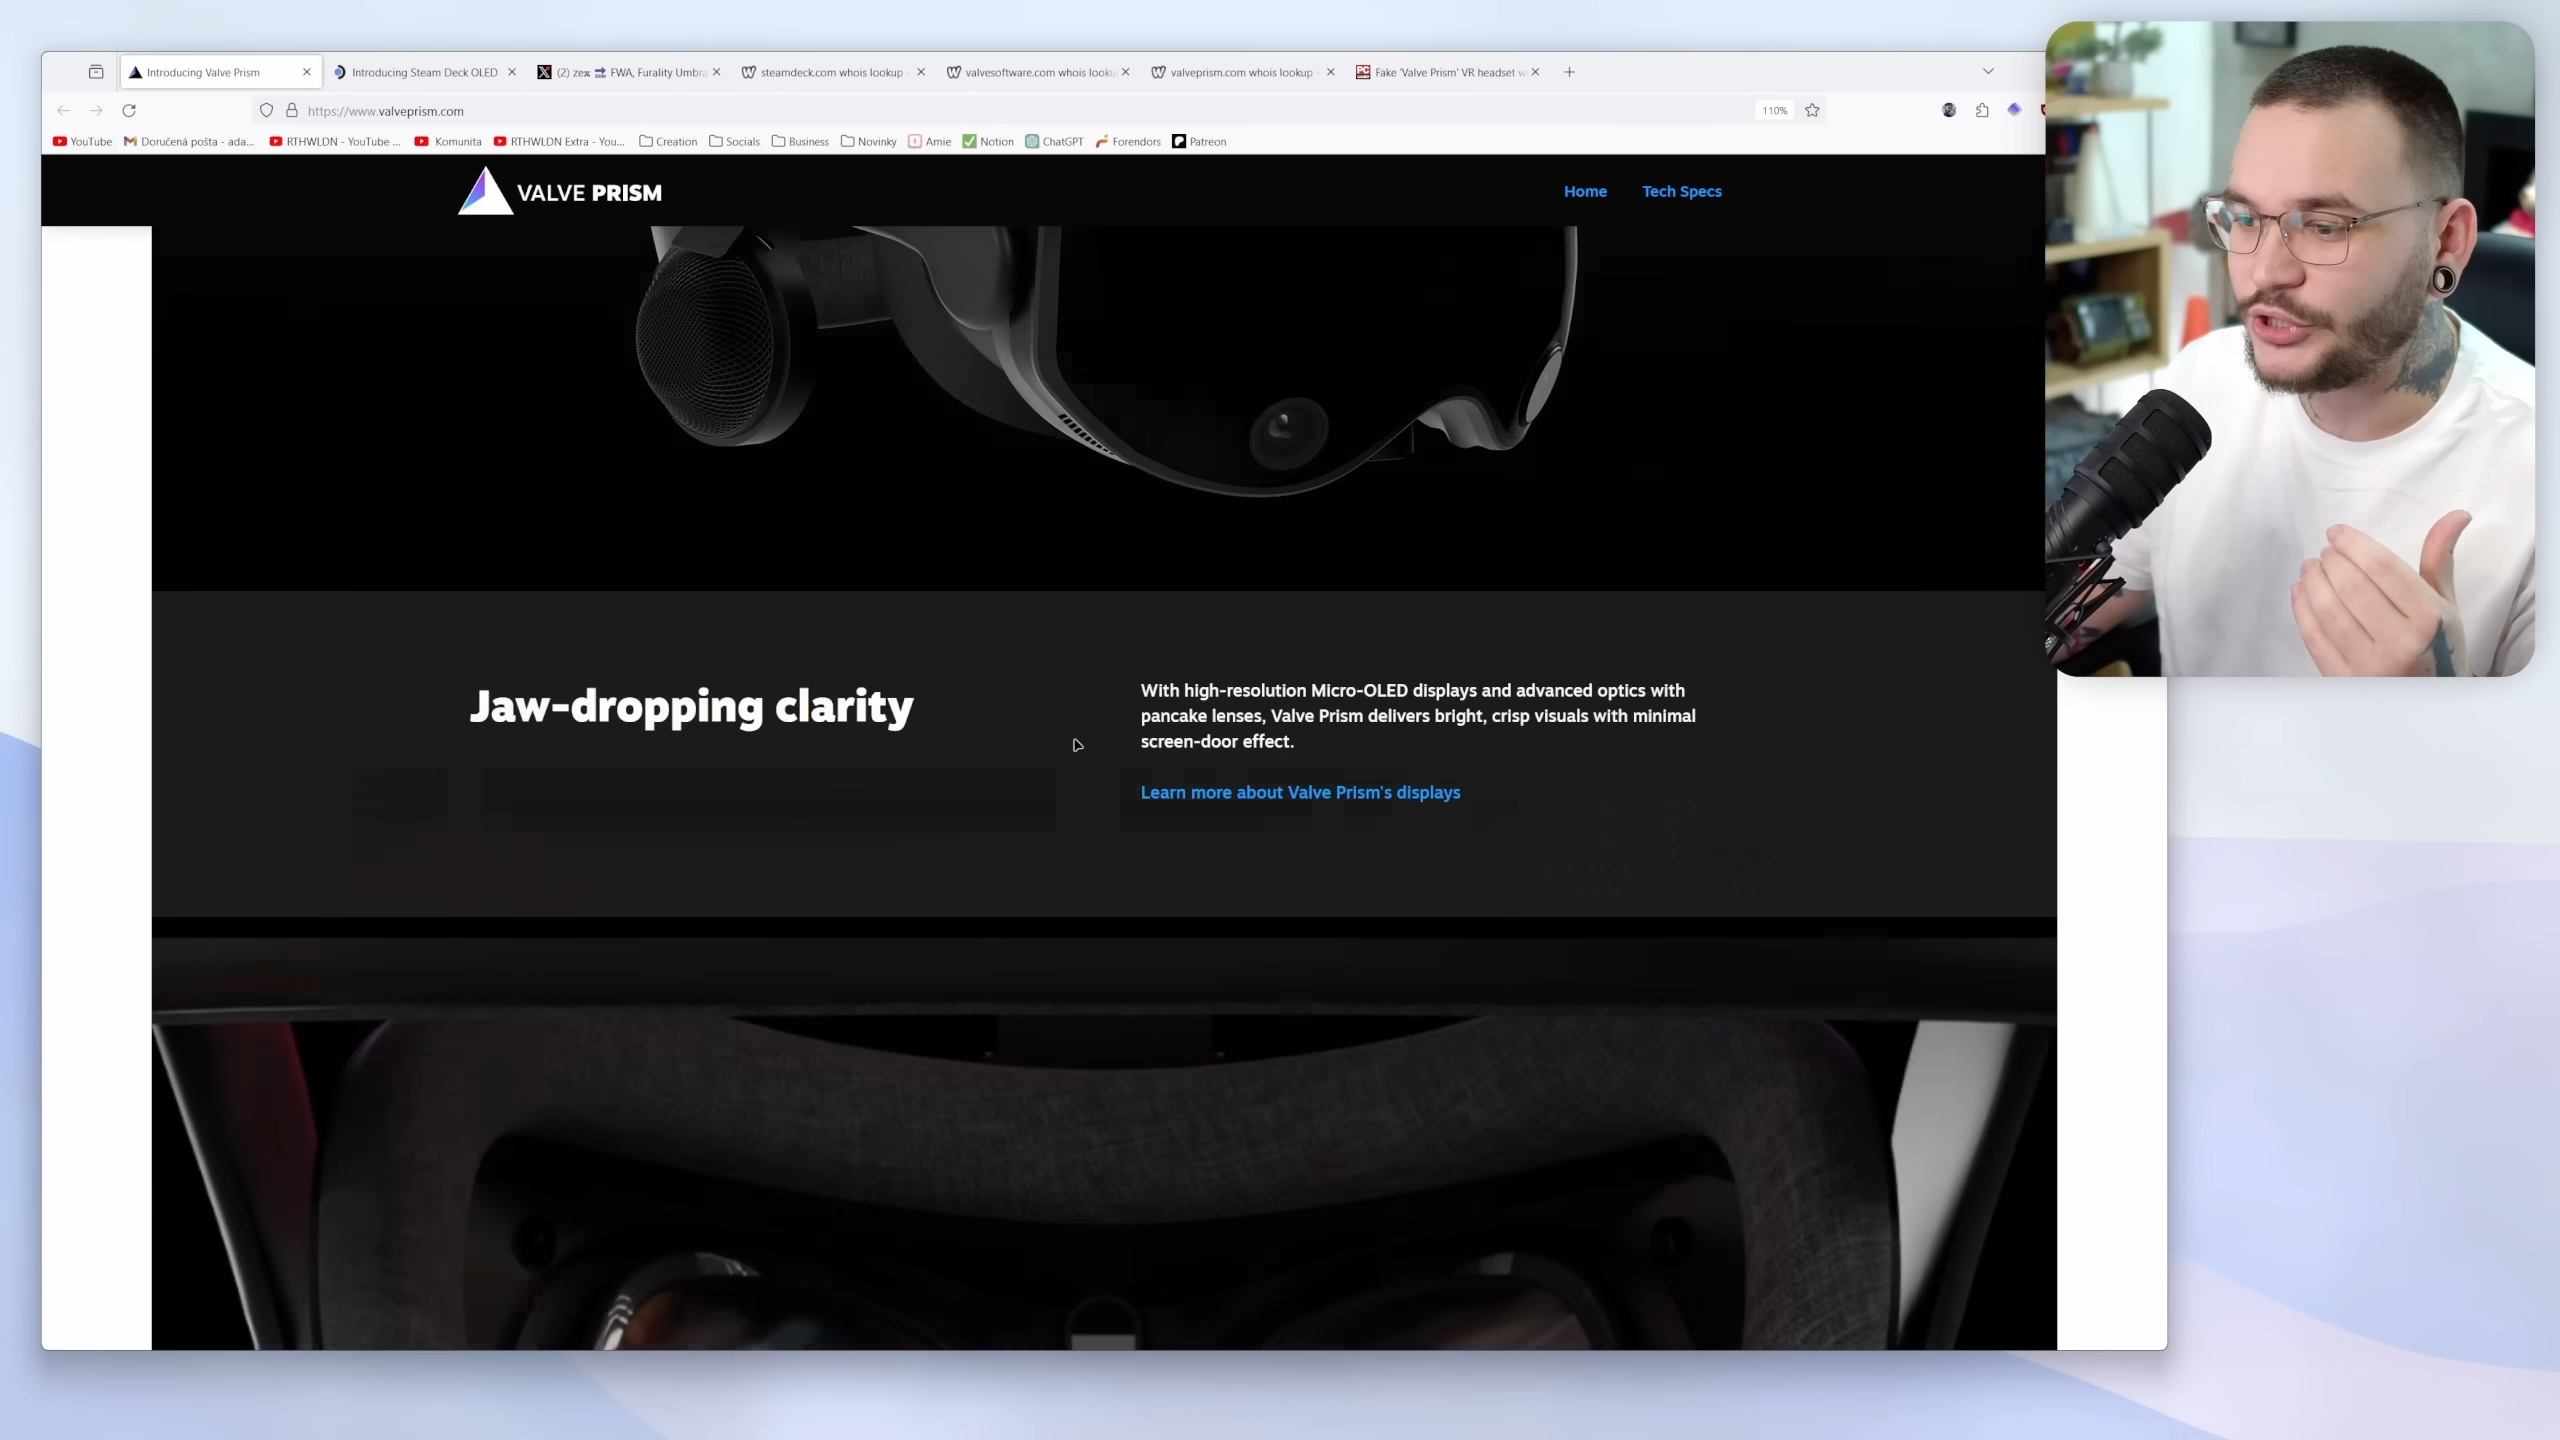 Introducing Valve Prism
Introducing Steam Deck OLED
(2) zex
FWA, Furality Umbra
steamdeck.com whois lookup -
valvesoftware.com whois looku
valveprism.com whois lookup -
Fake 'Valve Prism' VR headset w
https://www.valveprism.com
110%
YouTube
Doručená pošta - ada...
RTHWLDN - YouTube ...
Komunita
RTHWLDN Extra - You...
Creation
Socials
Business
Novinky
Amie
Notion
ChatGPT
Forendors
Patreon
VALVE PRISM
Home
Tech Specs
Jaw-dropping clarity
With high-resolution Micro-OLED displays and advanced optics with
pancake lenses, Valve Prism delivers bright, crisp visuals with minimal
screen-door effect.
Learn more about Valve Prism's displays